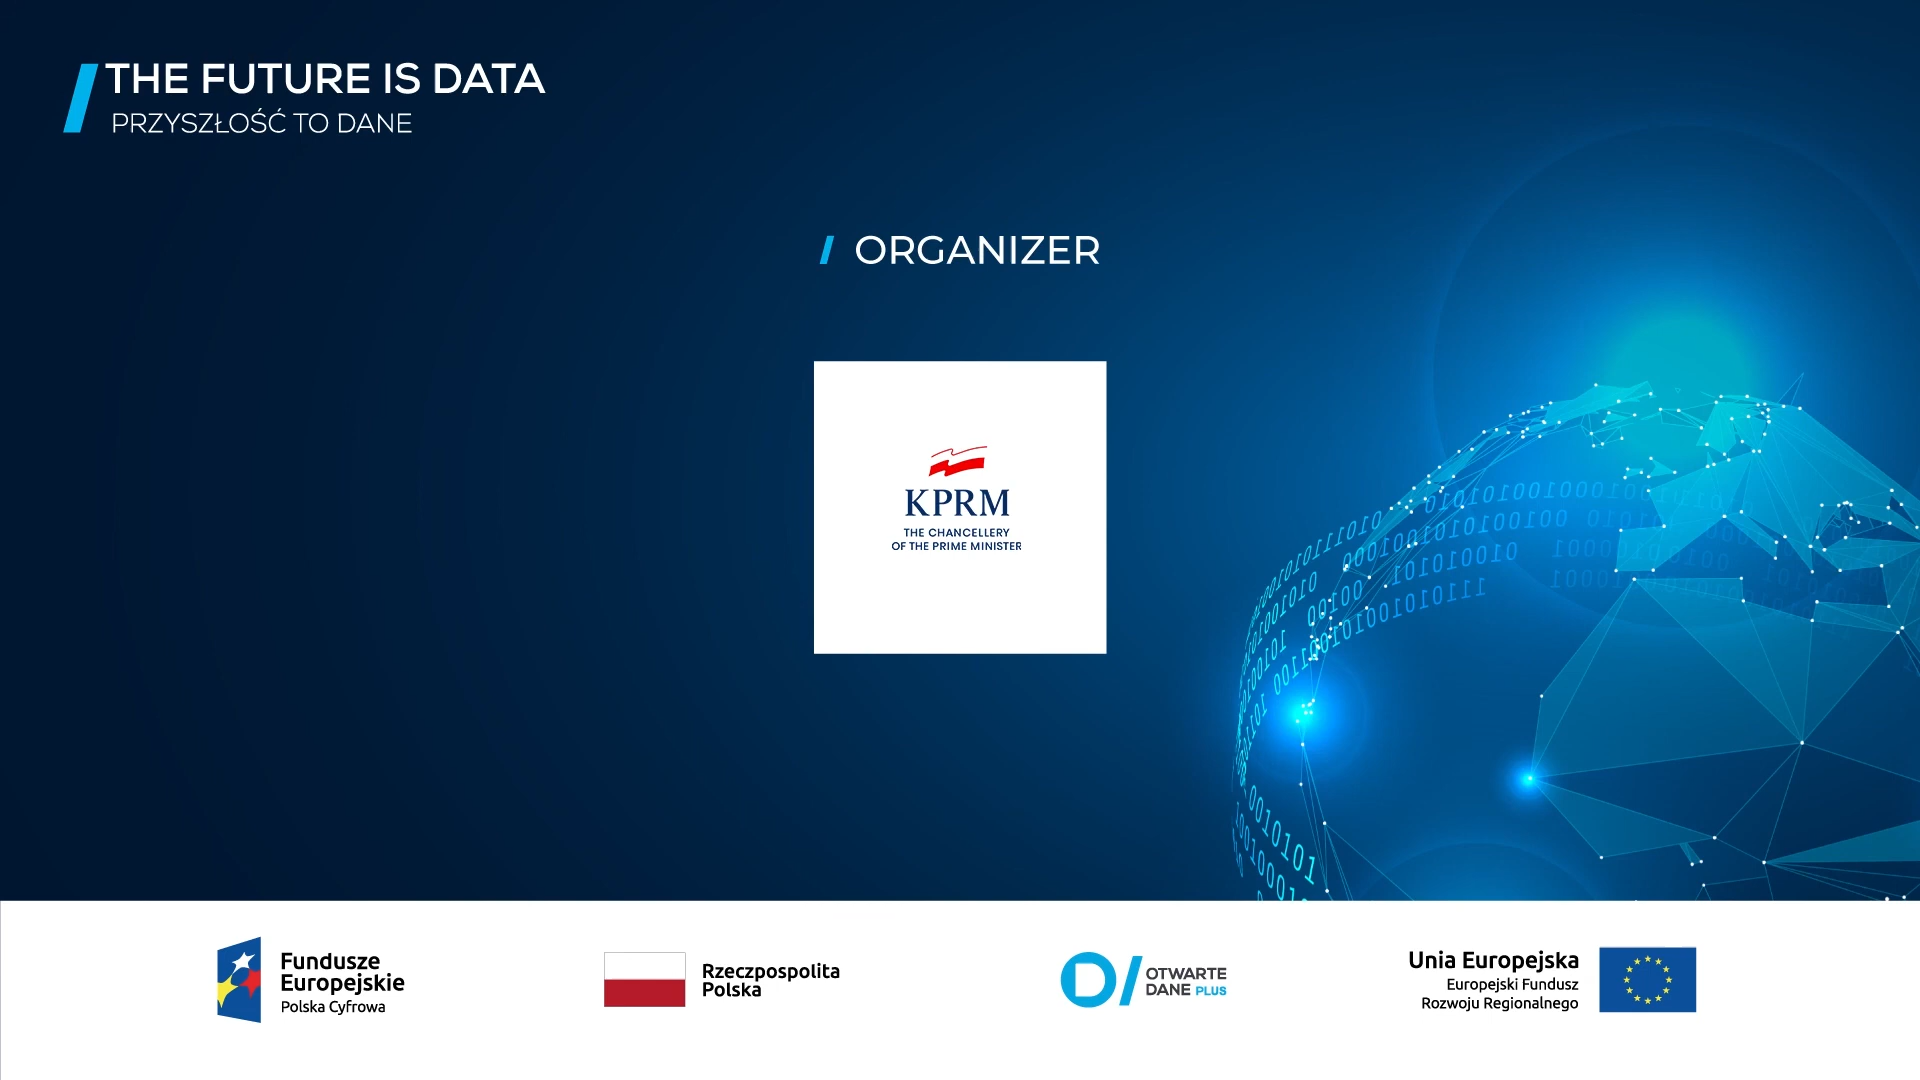 THE FUTURE IS DATA
PRZYSZŁOŚĆ TO DANE
ORGANIZER
KPRM
THE CHANCELLERY
OF THE PRIME MINISTER
Fundusze
Europejskie
Polska Cyfrowa
Rzeczpospolita
Polska
OTWARTE
DANE PLUS
Unia Europejska
Europejski Fundusz
Rozwoju Regionalnego